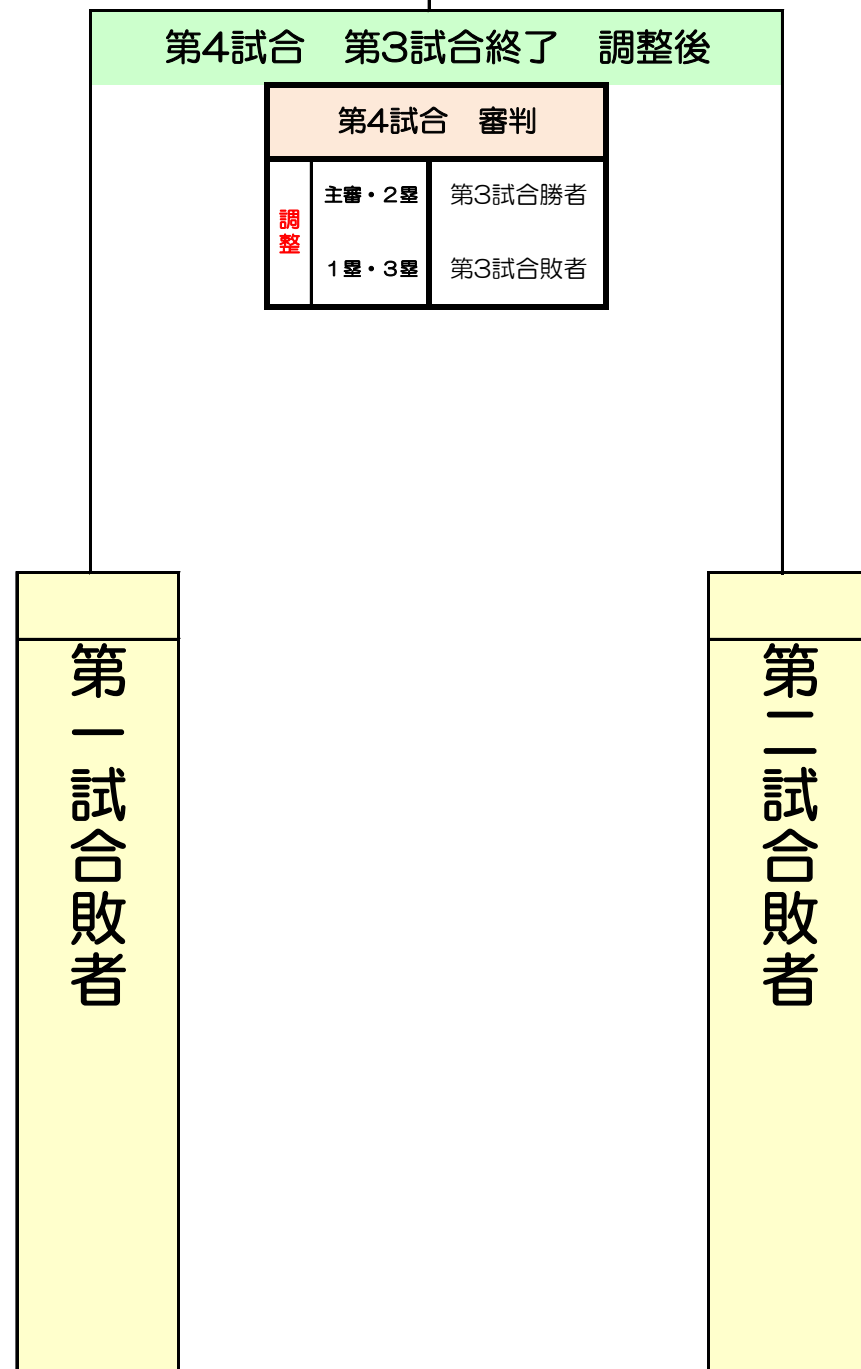 第4試合　第3試合終了　調整後
第4試合　審判
調整
主審・２塁　第3試合勝者
１塁・３塁　第3試合敗者
第一試合敗者
第二試合敗者